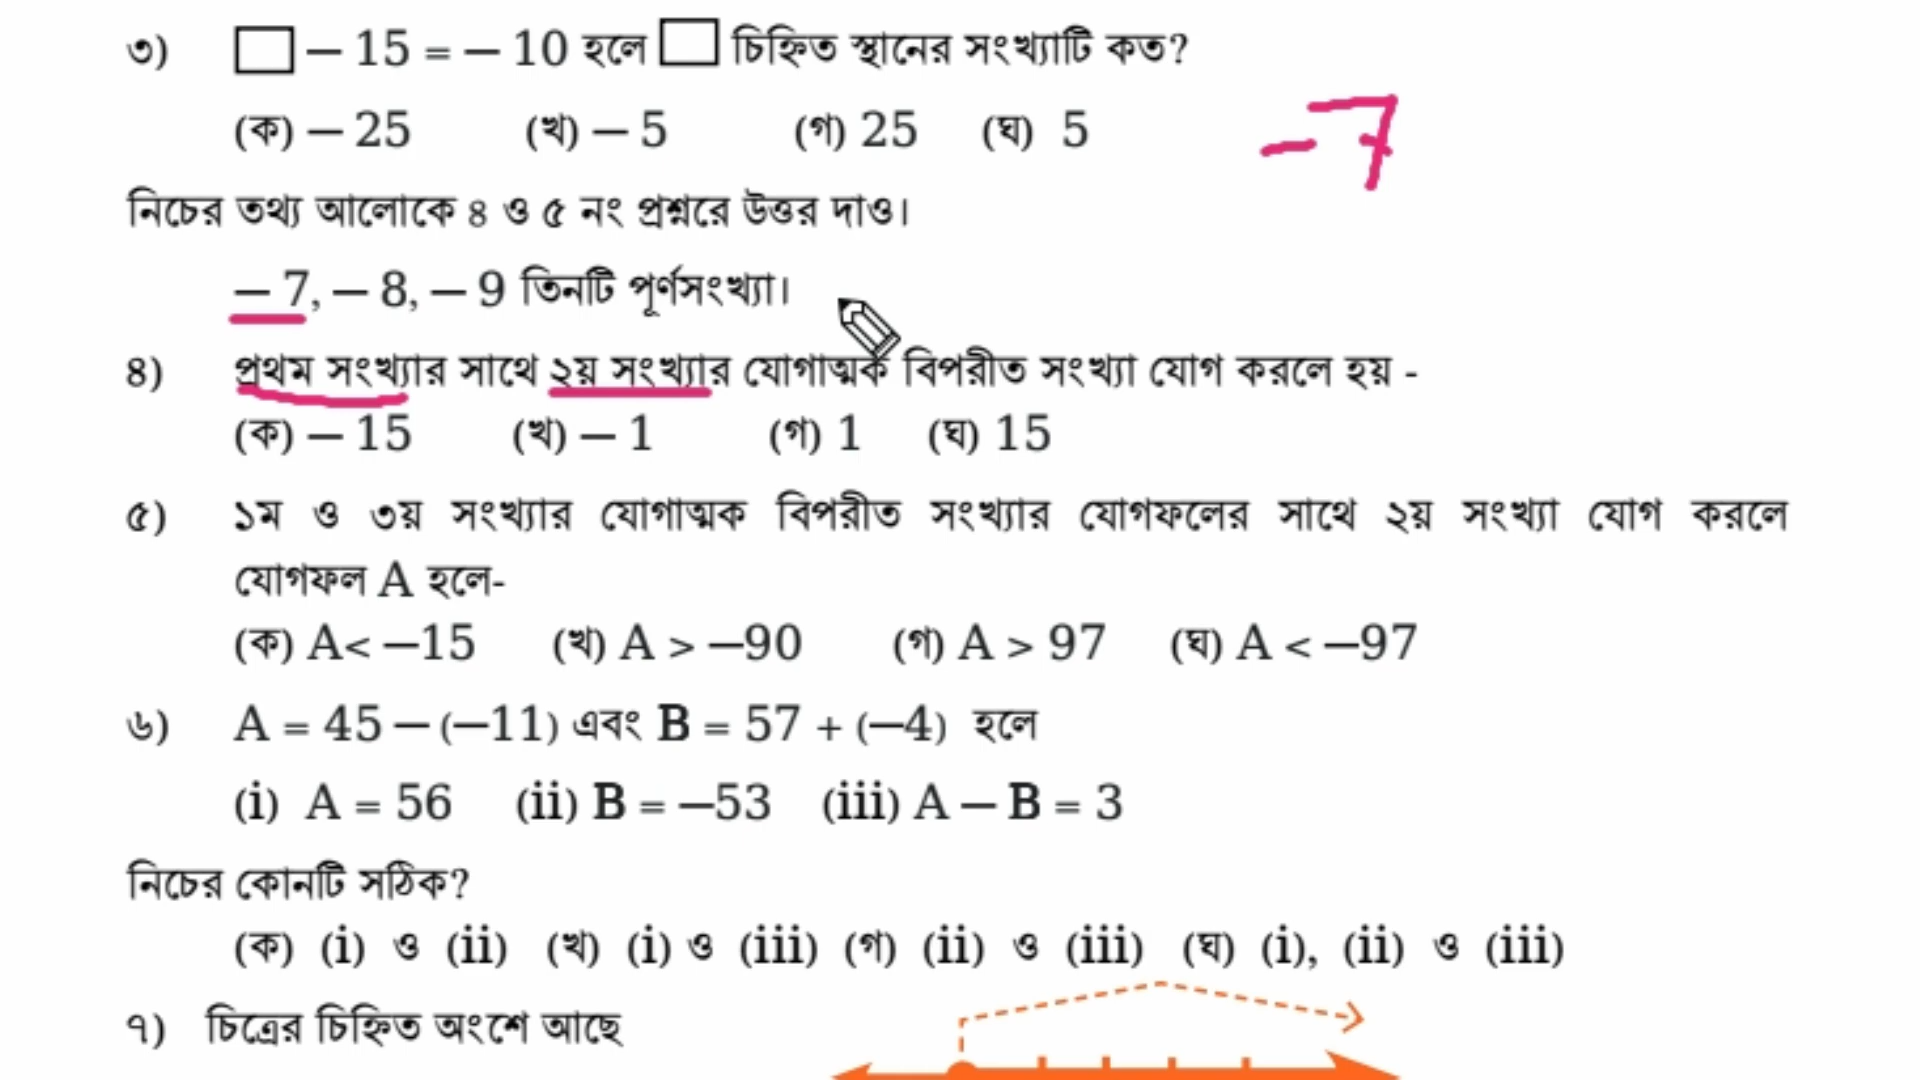 ৩) □ – 15 = – 10 হলে □ চিহ্নিত স্থানের সংখ্যাটি কত?
(ক) – 25 (খ) – 5 (গ) 25 (ঘ) 5
–7
নিচের তথ্য আলোকে ৪ ও ৫ নং প্রশ্নরে উত্তর দাও।
– 7, – 8, – 9 তিনটি পূর্ণসংখ্যা।
৪) প্রথম সংখ্যার সাথে ২য় সংখ্যার যোগাত্মক বিপরীত সংখ্যা যোগ করলে হয় -
(ক) – 15 (খ) – 1 (গ) 1 (ঘ) 15
৫) ১ম ও ৩য় সংখ্যার যোগাত্মক বিপরীত সংখ্যার যোগফলের সাথে ২য় সংখ্যা যোগ করলে
যোগফল A হলে-
(ক) A< –15 (খ) A > –90 (গ) A > 97 (ঘ) A < –97
৬) A = 45 – (–11) এবং B = 57 + (–4) হলে
(i) A = 56 (ii) B = –53 (iii) A – B = 3
নিচের কোনটি সঠিক?
(ক) (i) ও (ii) (খ) (i) ও (iii) (গ) (ii) ও (iii) (ঘ) (i), (ii) ও (iii)
৭) চিত্রের চিহ্নিত অংশে আছে